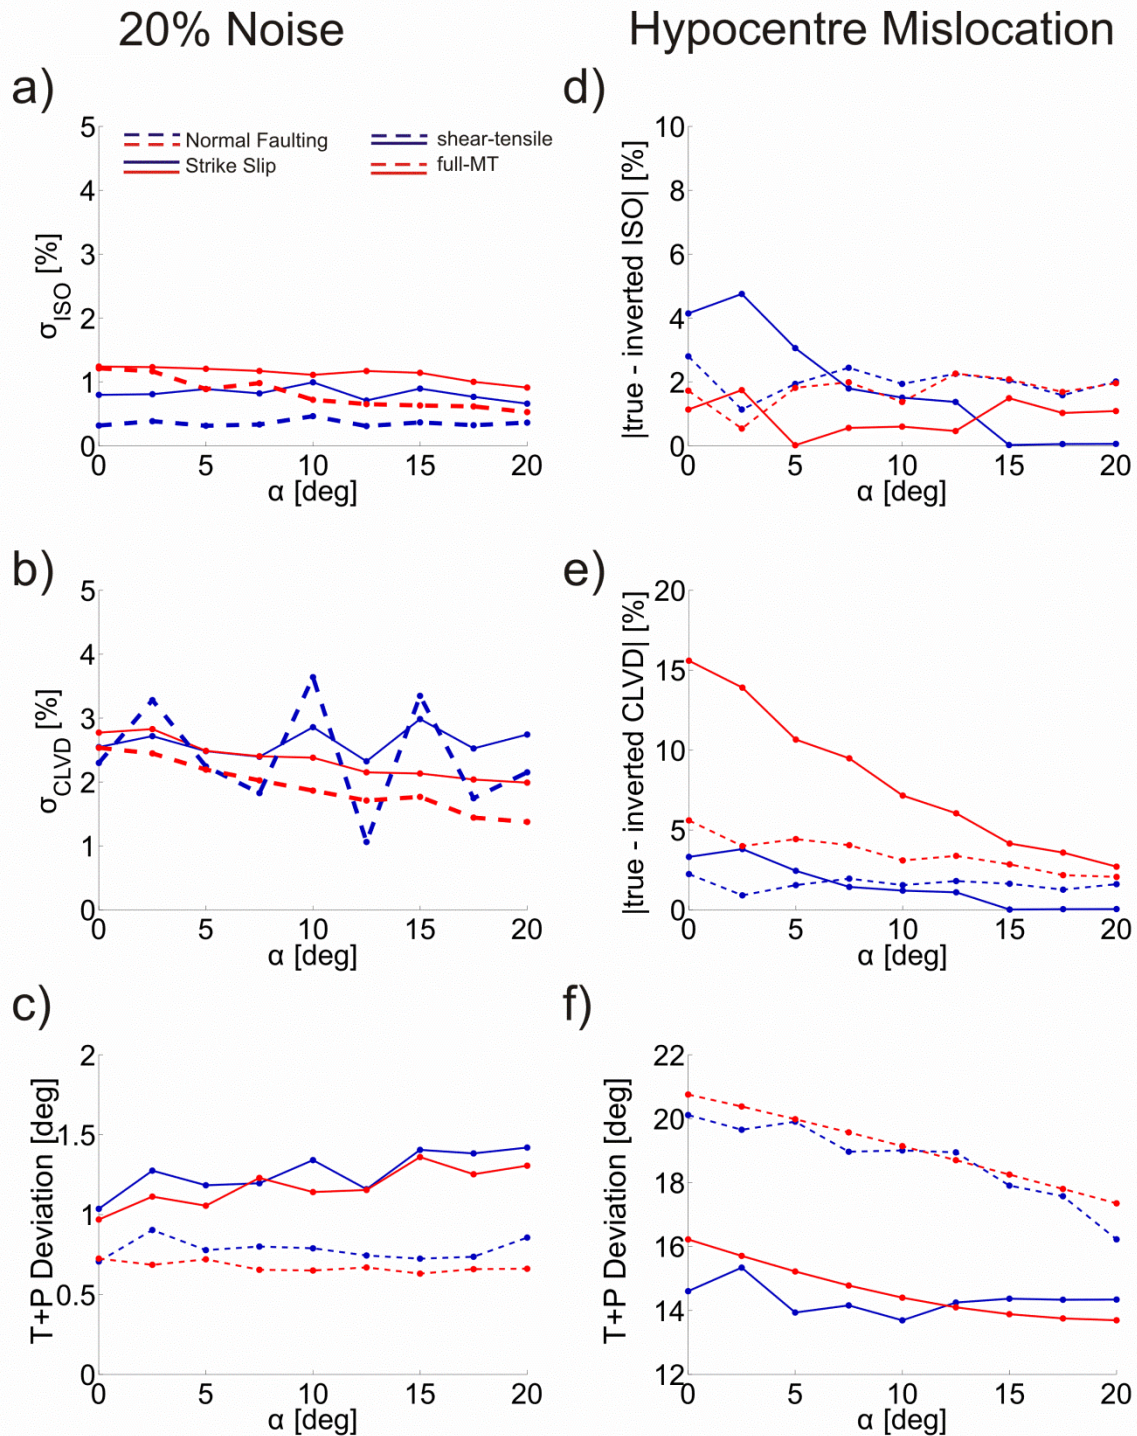 20% Noise
Hypocentre Mislocation
a)
Normal Faulting
Strike Slip
shear-tensile
full-MT
5
4
3
2
1
0
σISO [%]
0 5 10 15 20
α [deg]
d)
10
8
6
4
2
0
|true - inverted ISO| [%]
0 5 10 15 20
α [deg]
b)
5
4
3
2
1
0
σCLVD [%]
0 5 10 15 20
α [deg]
e)
20
15
10
5
0
|true - inverted CLVD| [%]
0 5 10 15 20
α [deg]
c)
2
1.5
1
0.5
0
T+P Deviation [deg]
0 5 10 15 20
α [deg]
f)
22
20
18
16
14
12
T+P Deviation [deg]
0 5 10 15 20
α [deg]